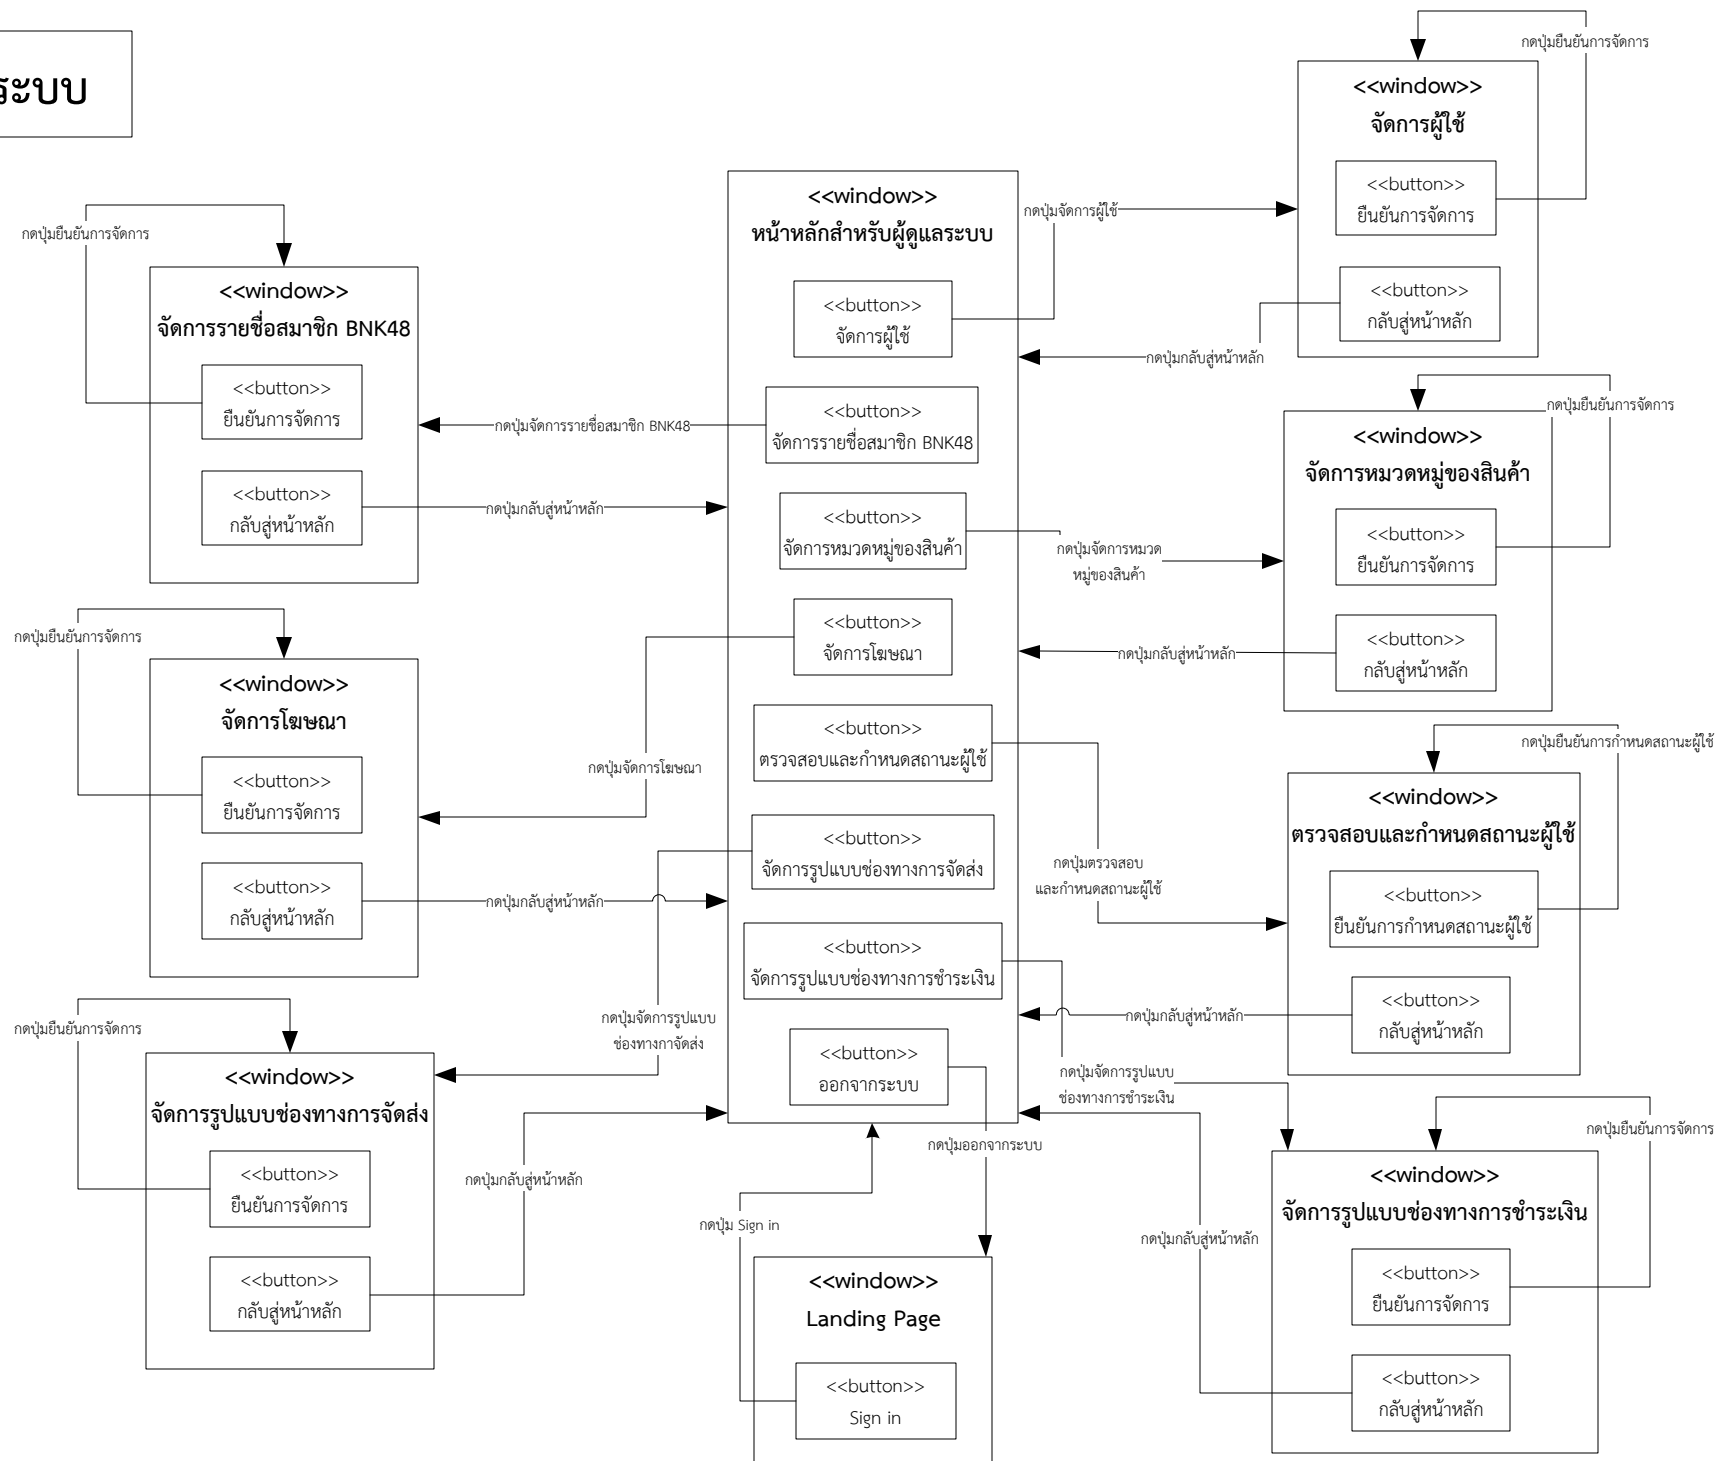 ระบบ
<<window>>
จัดการผู้ใช้
<<button>>
ยืนยันการจัดการ
<<button>>
กลับสู่หน้าหลัก
กดปุ่มยืนยันการจัดการ
กดปุ่มจัดการผู้ใช้
กดปุ่มกลับสู่หน้าหลัก
<<window>>
หน้าหลักสำหรับผู้ดูแลระบบ
<<button>>
จัดการผู้ใช้
<<button>>
จัดการรายชื่อสมาชิก BNK48
<<button>>
จัดการหมวดหมู่ของสินค้า
<<button>>
จัดการโฆษณา
<<button>>
ตรวจสอบและกำหนดสถานะผู้ใช้
<<button>>
จัดการรูปแบบช่องทางการจัดส่ง
<<button>>
จัดการรูปแบบช่องทางการชำระเงิน
<<button>>
ออกจากระบบ
กดปุ่มยืนยันการจัดการ
<<window>>
จัดการรายชื่อสมาชิก BNK48
<<button>>
ยืนยันการจัดการ
<<button>>
กลับสู่หน้าหลัก
กดปุ่มจัดการรายชื่อสมาชิก BNK48
กดปุ่มกลับสู่หน้าหลัก
กดปุ่มยืนยันการจัดการ
<<window>>
จัดการหมวดหมู่ของสินค้า
<<button>>
ยืนยันการจัดการ
<<button>>
กลับสู่หน้าหลัก
กดปุ่มจัดการหมวด
หมู่ของสินค้า
กดปุ่มกลับสู่หน้าหลัก
กดปุ่มยืนยันการจัดการ
<<window>>
จัดการโฆษณา
<<button>>
ยืนยันการจัดการ
<<button>>
กลับสู่หน้าหลัก
กดปุ่มจัดการโฆษณา
กดปุ่มกลับสู่หน้าหลัก
กดปุ่มยืนยันการกำหนดสถานะผู้ใช้
<<window>>
ตรวจสอบและกำหนดสถานะผู้ใช้
<<button>>
ยืนยันการกำหนดสถานะผู้ใช้
<<button>>
กลับสู่หน้าหลัก
กดปุ่มตรวจสอบ
และกำหนดสถานะผู้ใช้
กดปุ่มกลับสู่หน้าหลัก
กดปุ่มยืนยันการจัดการ
<<window>>
จัดการรูปแบบช่องทางการจัดส่ง
<<button>>
ยืนยันการจัดการ
<<button>>
กลับสู่หน้าหลัก
กดปุ่มจัดการรูปแบบ
ช่องทางกาจัดส่ง
กดปุ่มกลับสู่หน้าหลัก
กดปุ่มจัดการรูปแบบ
ช่องทางการชำระเงิน
กดปุ่มยืนยันการจัดการ
<<window>>
จัดการรูปแบบช่องทางการชำระเงิน
<<button>>
ยืนยันการจัดการ
<<button>>
กลับสู่หน้าหลัก
กดปุ่มกลับสู่หน้าหลัก
กดปุ่มออกจากระบบ
กดปุ่ม Sign in
<<window>>
Landing Page
<<button>>
Sign in